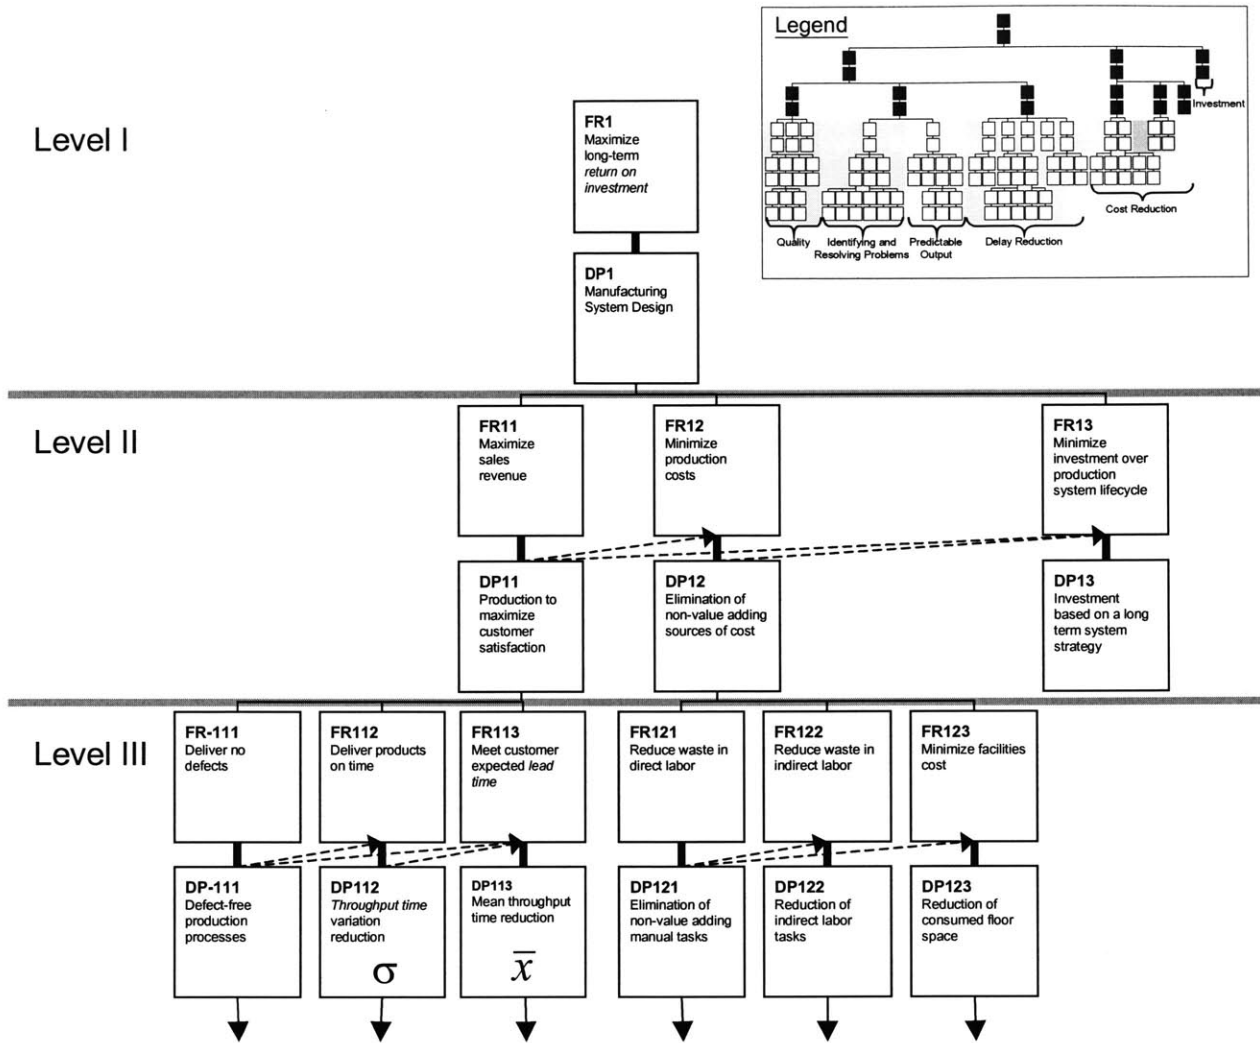 Legend
Investment
Cost Reduction
Quality
Identifying and
Resolving Problems
Predictable
Output
Delay Reduction
Level I
FR1
Maximize
long-term
return on
investment
DP1
Manufacturing
System Design
Level II
FR11
Maximize
sales
revenue
FR12
Minimize
production
costs
FR13
Minimize
investment over
production
system lifecycle
DP11
Production to
maximize
customer
satisfaction
DP12
Elimination of
non-value adding
sources of cost
DP13
Investment
based on a long
term system
strategy
Level III
FR-111
Deliver no
defects
FR112
Deliver products
on time
FR113
Meet customer
expected lead
time
FR121
Reduce waste in
direct labor
FR122
Reduce waste in
indirect labor
FR123
Minimize facilities
cost
DP-111
Defect-free
production
processes
DP112
Throughput time
variation
reduction
σ
DP113
Mean throughput
time reduction
x̅
DP121
Elimination of
non-value adding
manual tasks
DP122
Reduction of
indirect labor
tasks
DP123
Reduction of
consumed floor
space